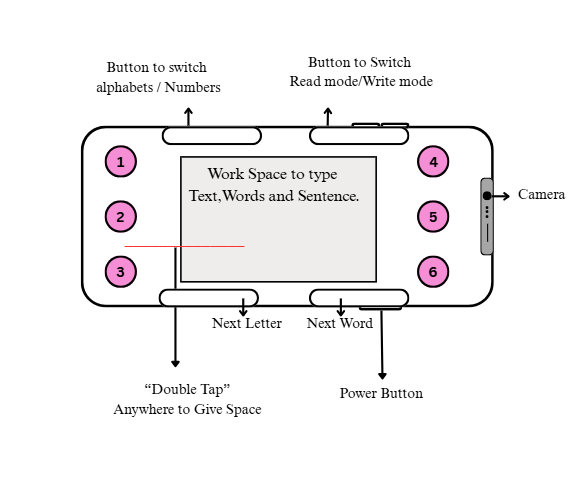 Button to switch
alphabets / Numbers
Button to Switch
Read mode/Write mode
1
2
3
Work Space to type
Text,Words and Sentence.
4
5
6
Camera
Next Letter
Next Word
“Double Tap”
Anywhere to Give Space
Power Button